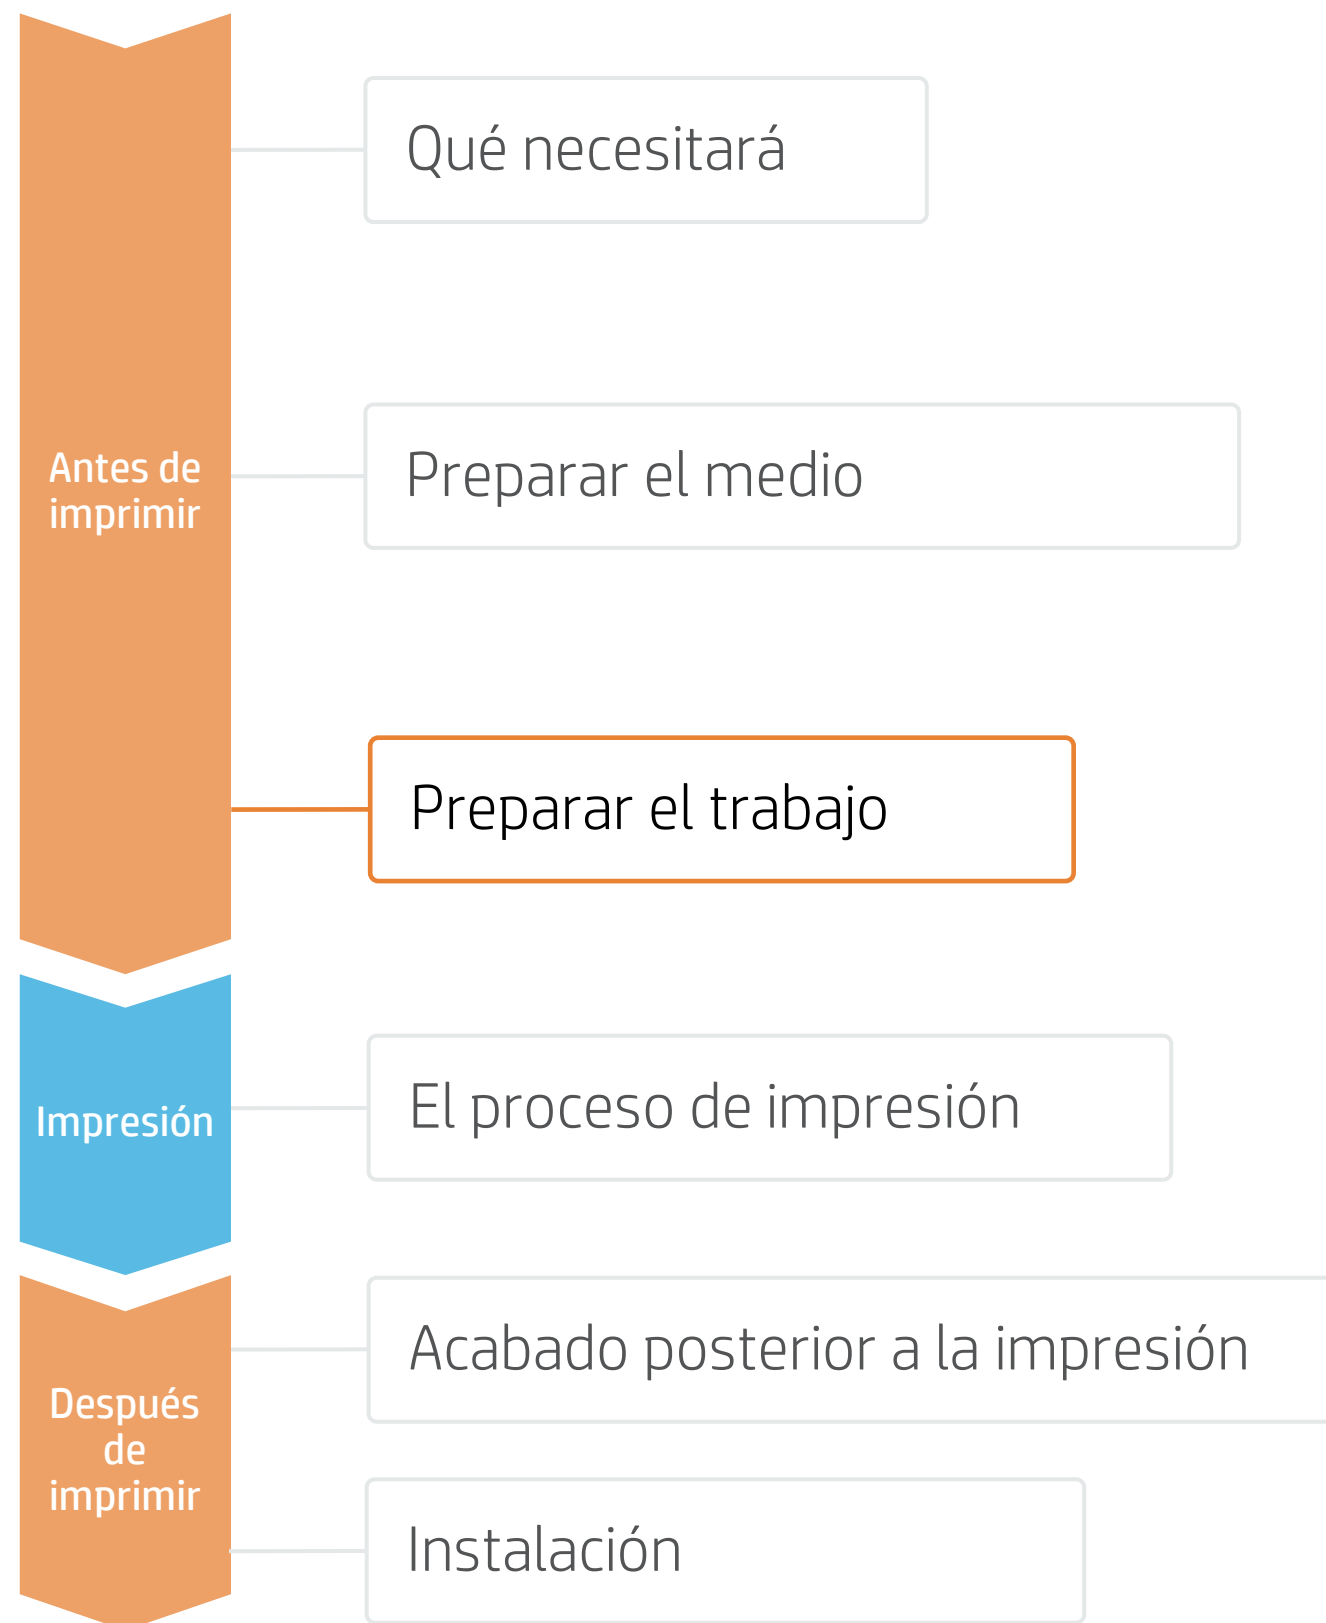 Qué necesitará
Antes de
imprimir
Preparar el medio
Preparar el trabajo
Impresión
El proceso de impresión
Después
de
imprimir
Acabado posterior a la impresión
Instalación